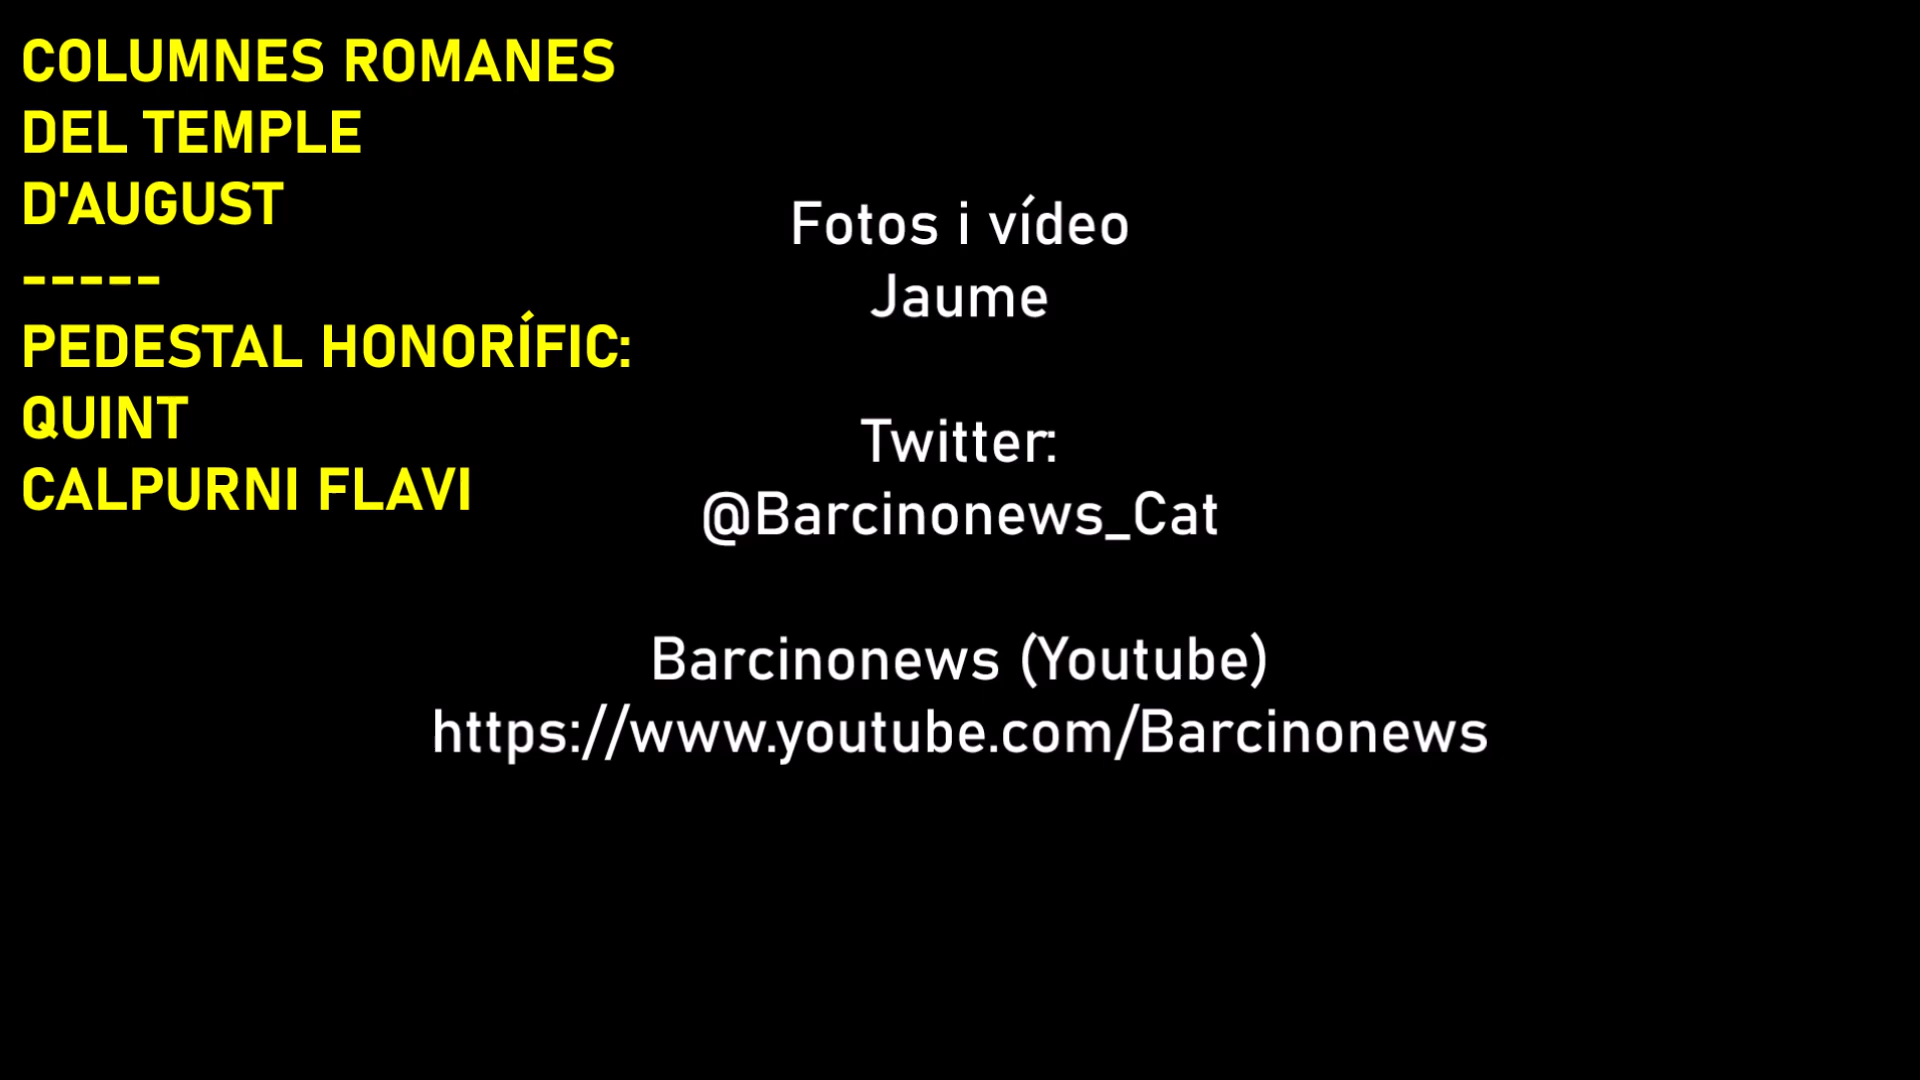 COLUMNES ROMANES
DEL TEMPLE
D'AUGUST
-----
PEDESTAL HONORÍFIC:
QUINT
CALPURNI FLAVI
Fotos i vídeo
Jaume
Twitter:
@Barcinonews_Cat
Barcinonews (Youtube)
https://www.youtube.com/Barcinonews